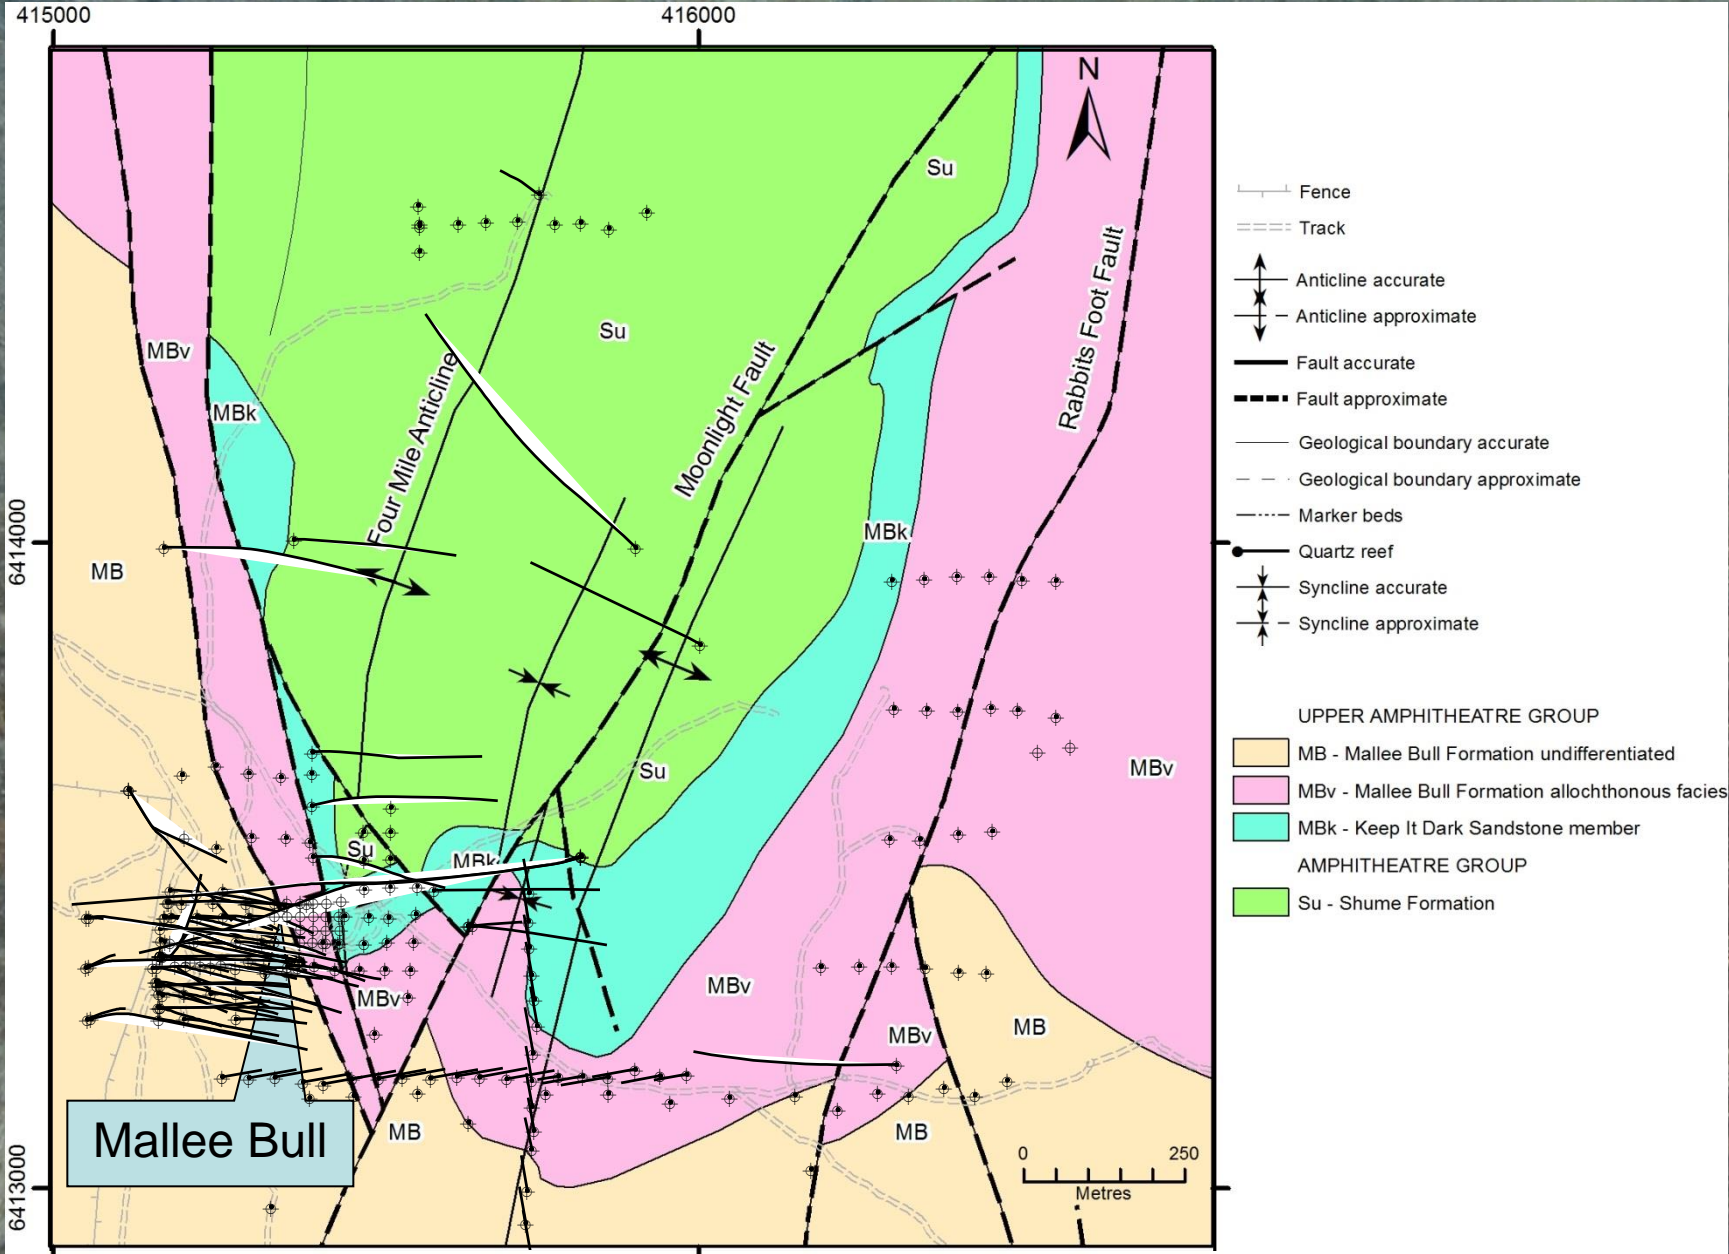 415000
416000
N
Su
Rabbits Foot Fault
Su
MBv
Moonlight Fault
Four Mile Anticline
MBk
6414000
MBk
MB
Su
MBv
Su
MBk
MBv
MBv
MBv
MB
MB
MB
Mallee Bull
6413000
0
250
Metres
Fence
Track
Anticline accurate
Anticline approximate
Fault accurate
Fault approximate
Geological boundary accurate
Geological boundary approximate
Marker beds
Quartz reef
Syncline accurate
Syncline approximate
UPPER AMPHITHEATRE GROUP
MB - Mallee Bull Formation undifferentiated
MBv - Mallee Bull Formation allochthonous facies
MBk - Keep It Dark Sandstone member
AMPHITHEATRE GROUP
Su - Shume Formation